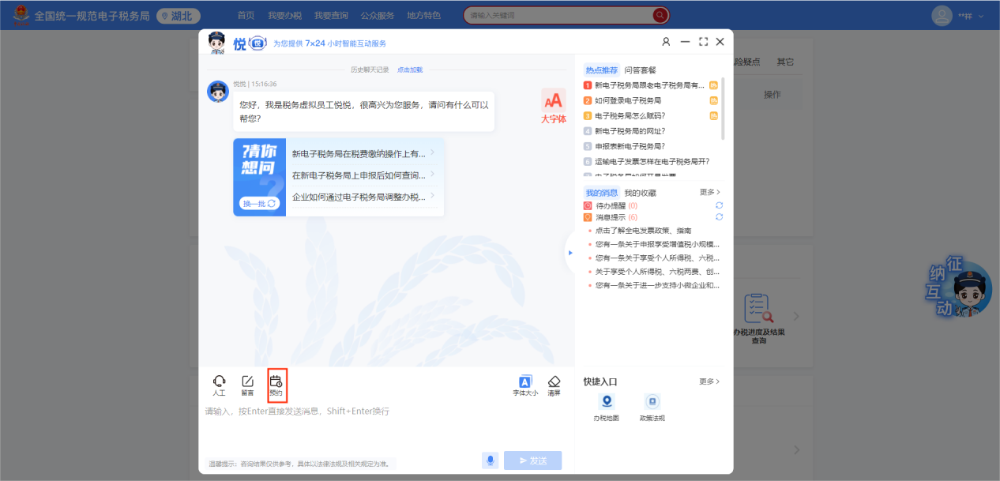 全国统一规范电子税务局
湖北
首页 我要办税 我要查询 公众服务 地方特色
请输入关键词
**祥
悦
悦
为您提供 7×24 小时智能互动服务
历史聊天记录 点击加载
悦悦 | 15:16:36
您好，我是税务虚拟员工悦悦，很高兴为您服务，请问有什么可以
帮您？
大字体
猜你
想问
换一批
新电子税务局在税费缴纳操作上有...
在新电子税务局上申报后如何查询...
企业如何通过电子税务局调整办税...
人工
留言
预约
字体大小
清屏
请输入，按Enter直接发送消息，Shift+Enter换行
温馨提示：咨询结果仅供参考，具体以法律法规及相关规定为准。
发送
热点推荐 问答套餐
1 新电子税务局跟老电子税务局有... 热
2 如何登录电子税务局 热
3 电子税务局怎么赋码？ 热
4 新电子税务局的网址？
5 申报表新电子税务局？
6 运输电子发票怎样在电子税务局开？
我的消息 我的收藏 更多 >
待办提醒 (0)
消息提示 (6)
点击了解全电发票政策、指南
您有一条关于申报享受增值税小规模...
您有一条关于享受个人所得税、六税...
关于享受个人所得税、六税两费、创...
您有一条关于进一步支持小微企业和...
快捷入口 更多 >
办税地图
政策法规
险疑点 其它
操作
办税进度及结果
查询
征
纳
互
动